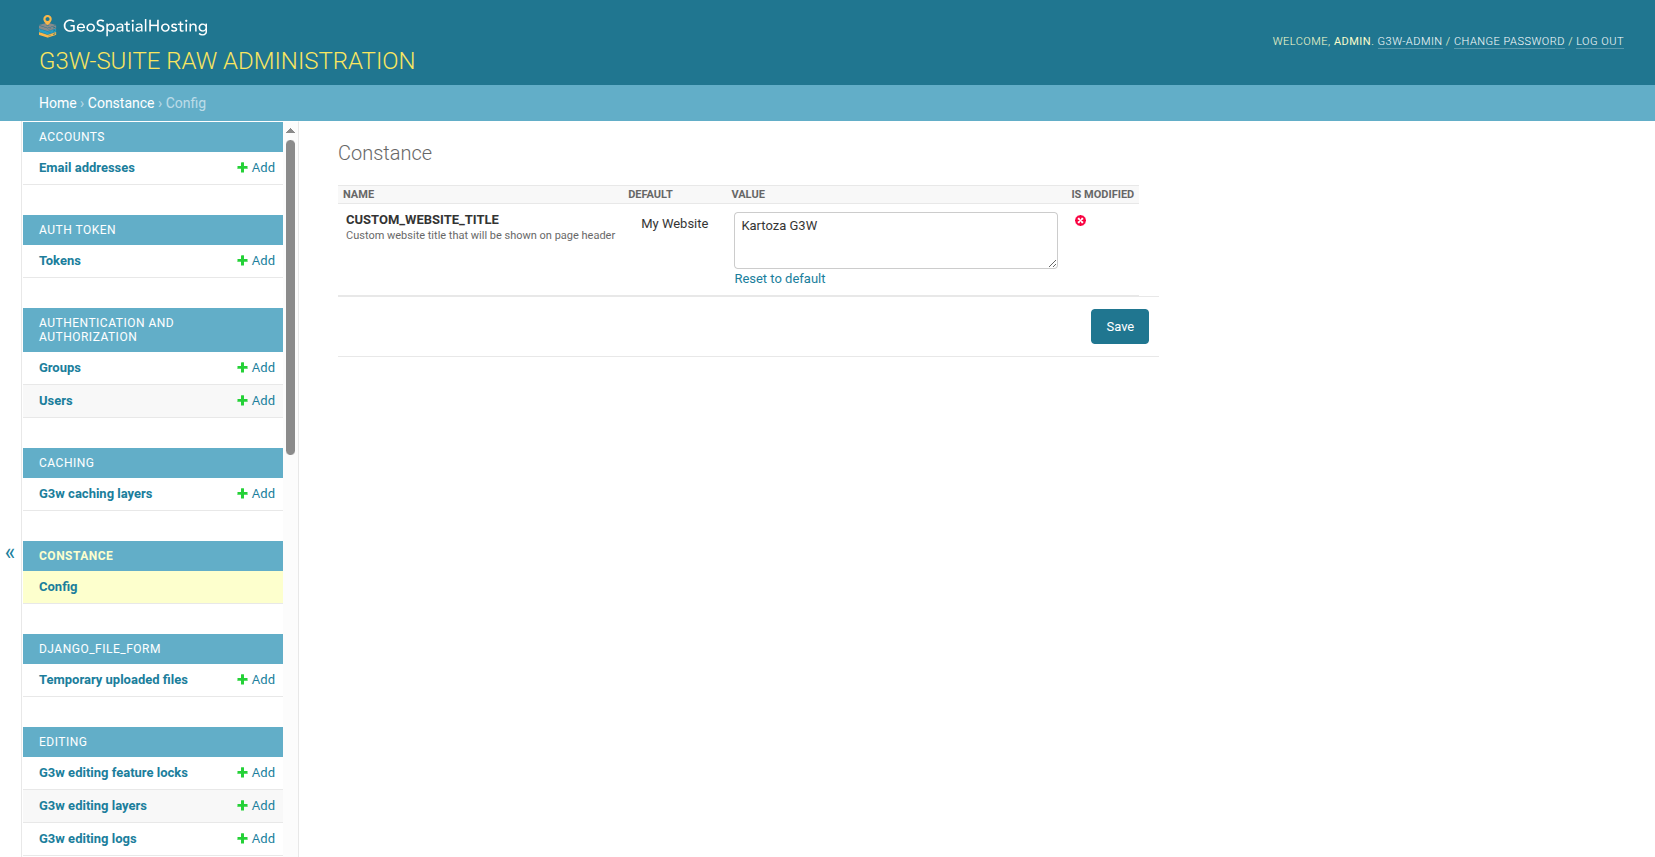 GeoSpatialHosting
G3W-SUITE RAW ADMINISTRATION
WELCOME, ADMIN. G3W-ADMIN / CHANGE PASSWORD / LOG OUT
Home › Constance › Config
ACCOUNTS
Email addresses Add
AUTH TOKEN
Tokens Add
AUTHENTICATION AND
AUTHORIZATION
Groups Add
Users Add
CACHING
G3w caching layers Add
«
CONSTANCE
Config
DJANGO_FILE_FORM
Temporary uploaded files Add
EDITING
G3w editing feature locks Add
G3w editing layers Add
G3w editing logs Add
Constance
NAME DEFAULT VALUE IS MODIFIED
CUSTOM_WEBSITE_TITLE My Website Kartoza G3W
Custom website title that will be shown on page header
Reset to default
Save